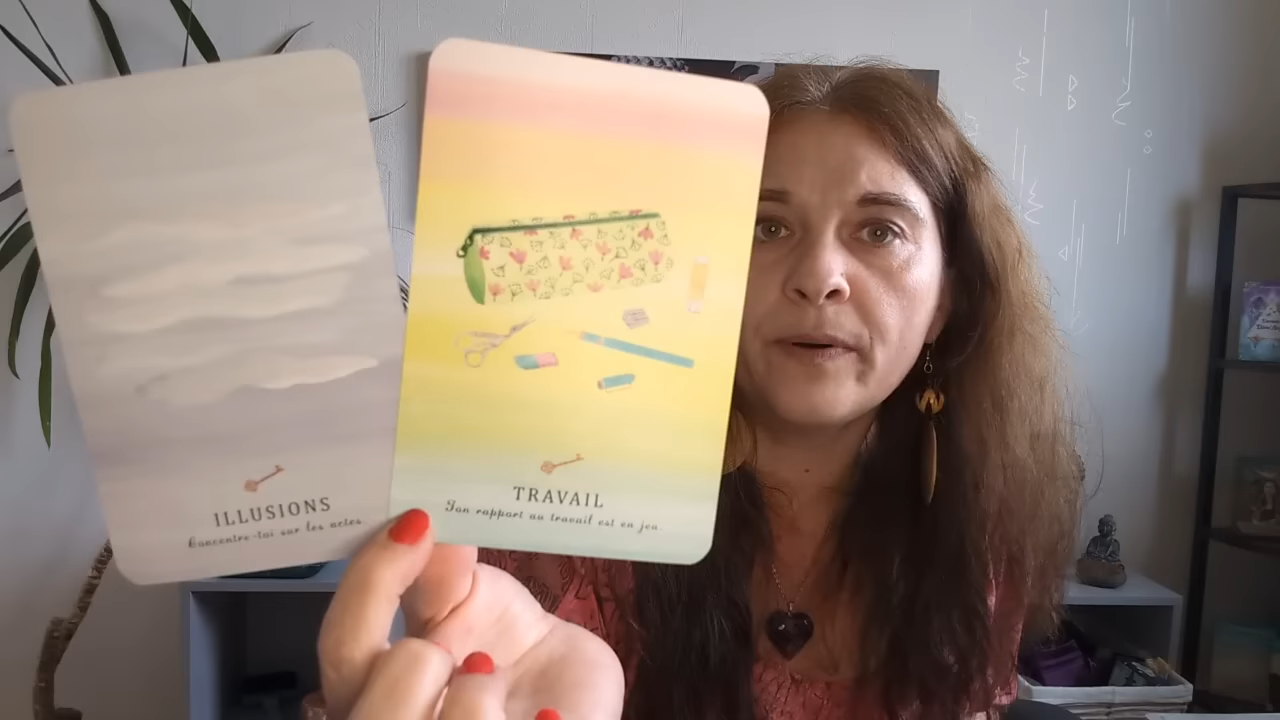 ILLUSIONS
Concentre-toi sur les actes.
TRAVAIL
Ton rapport au travail est en jeu.